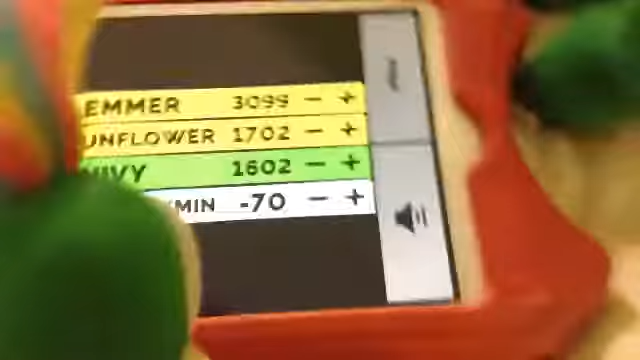 EMMER 3099 − +
UNFLOWER 1702 − +
IVY 1602 − +
MIN -70 − +